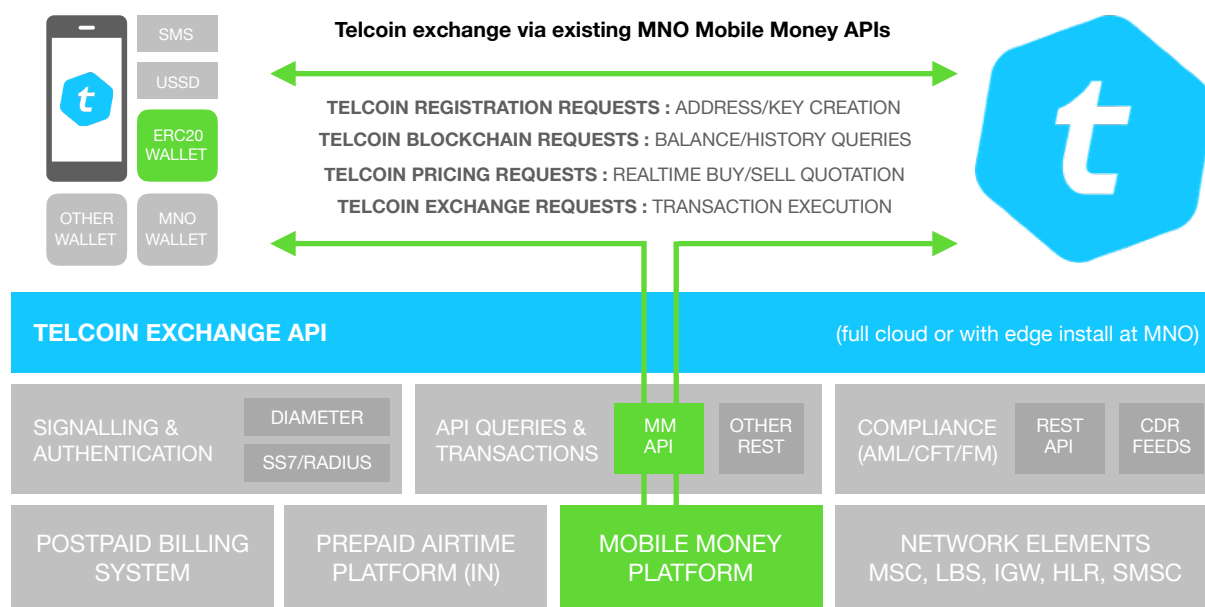 Telcoin exchange via existing MNO Mobile Money APIs
SMS
USSD
ERC20
WALLET
OTHER
WALLET
MNO
WALLET
t
t
TELCOIN REGISTRATION REQUESTS : ADDRESS/KEY CREATION
TELCOIN BLOCKCHAIN REQUESTS : BALANCE/HISTORY QUERIES
TELCOIN PRICING REQUESTS : REALTIME BUY/SELL QUOTATION
TELCOIN EXCHANGE REQUESTS : TRANSACTION EXECUTION
TELCOIN EXCHANGE API
(full cloud or with edge install at MNO)
SIGNALLING &
AUTHENTICATION
DIAMETER
SS7/RADIUS
API QUERIES &
TRANSACTIONS
MM
API
OTHER
REST
COMPLIANCE
(AML/CFT/FM)
REST
API
CDR
FEEDS
POSTPAID BILLING
SYSTEM
PREPAID AIRTIME
PLATFORM (IN)
MOBILE MONEY
PLATFORM
NETWORK ELEMENTS
MSC, LBS, IGW, HLR, SMSC